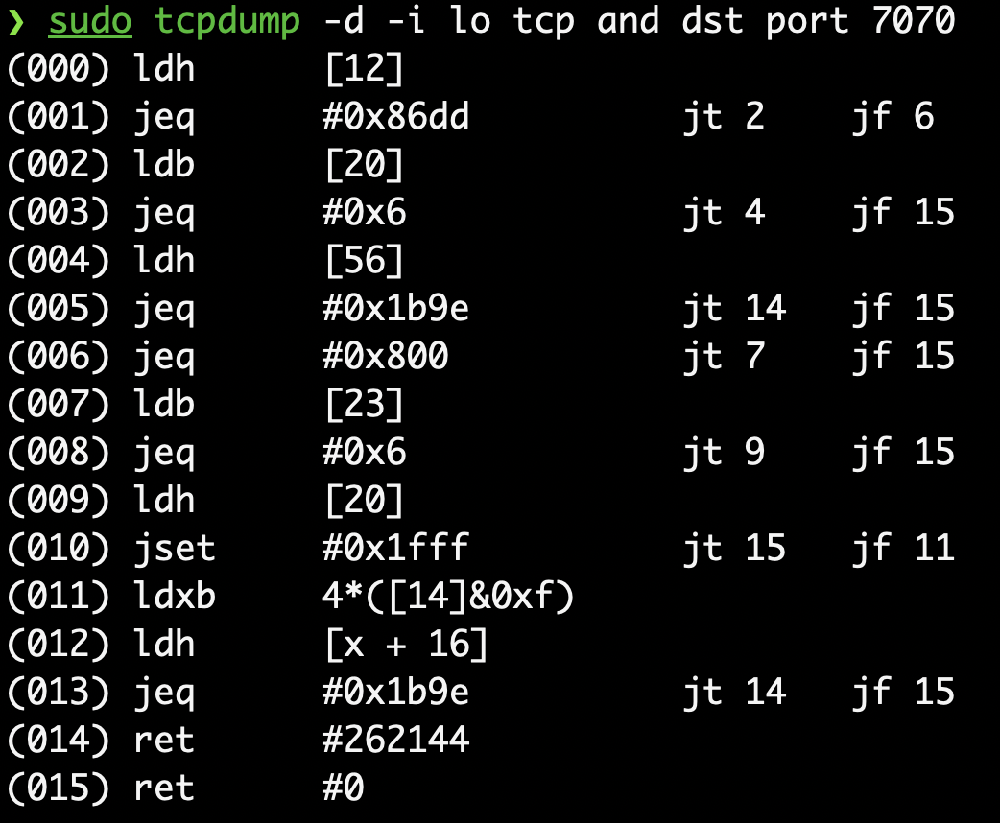 ❯ sudo tcpdump -d -i lo tcp and dst port 7070
(000) ldh      [12]
(001) jeq      #0x86dd          jt 2    jf 6
(002) ldb      [20]
(003) jeq      #0x6             jt 4    jf 15
(004) ldh      [56]
(005) jeq      #0x1b9e          jt 14   jf 15
(006) jeq      #0x800           jt 7    jf 15
(007) ldb      [23]
(008) jeq      #0x6             jt 9    jf 15
(009) ldh      [20]
(010) jset     #0x1fff          jt 15   jf 11
(011) ldxb     4*([14]&0xf)
(012) ldh      [x + 16]
(013) jeq      #0x1b9e          jt 14   jf 15
(014) ret      #262144
(015) ret      #0